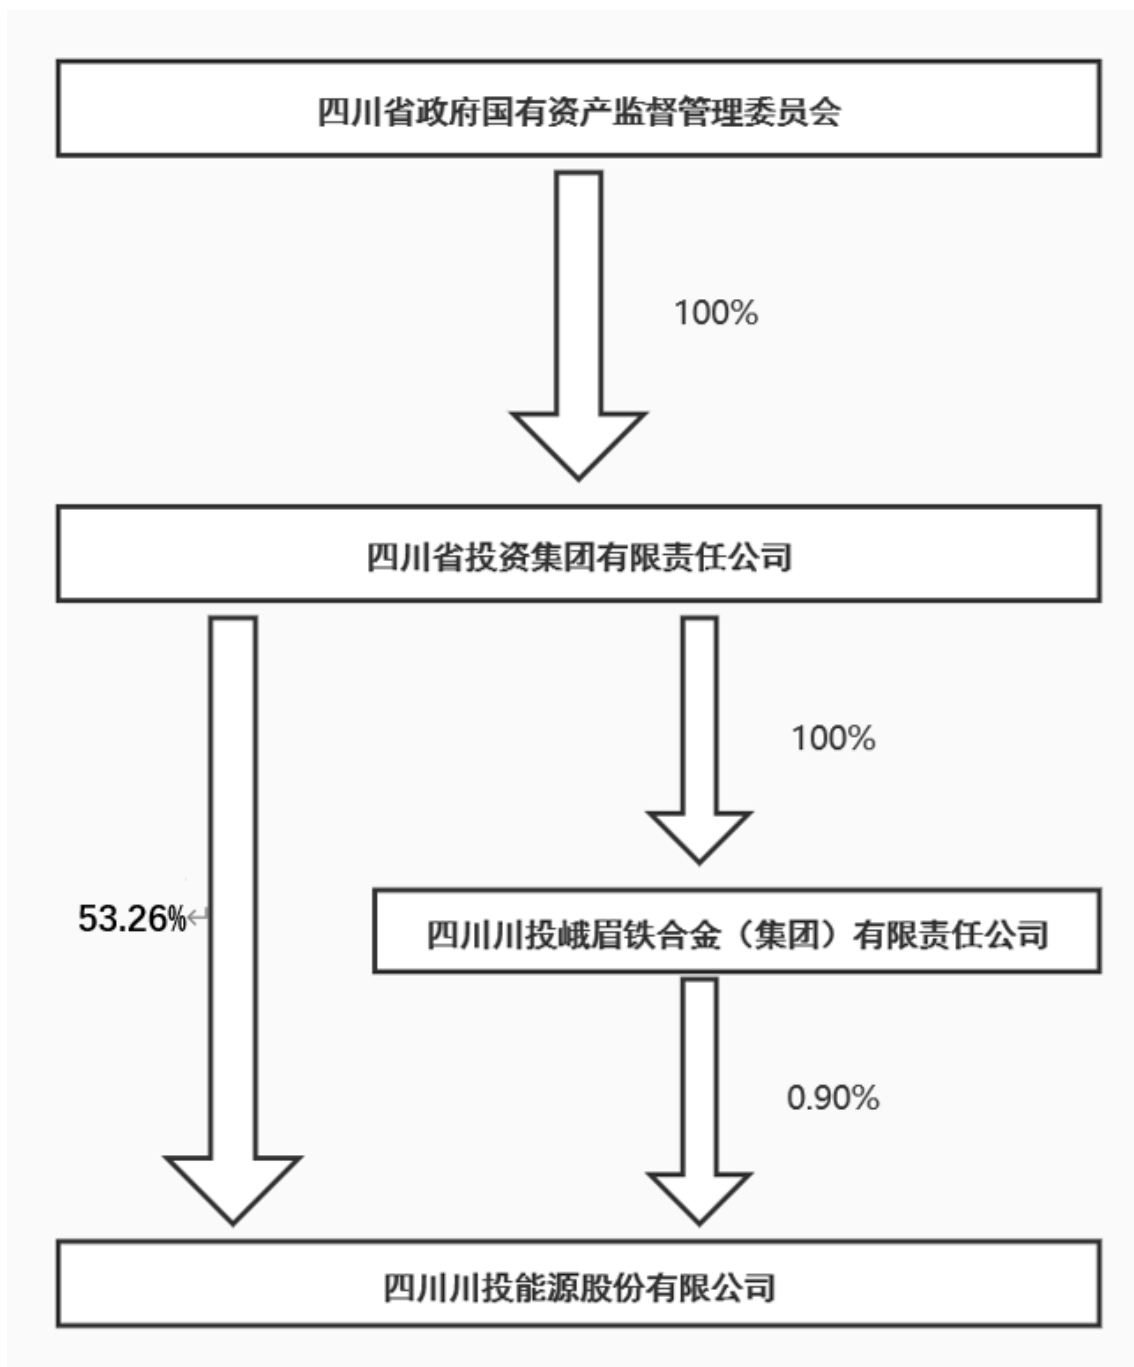 四川省政府国有资产监督管理委员会
100%
四川省投资集团有限责任公司
100%
53.26%↵
四川川投峨眉铁合金（集团）有限责任公司
0.90%
四川川投能源股份有限公司